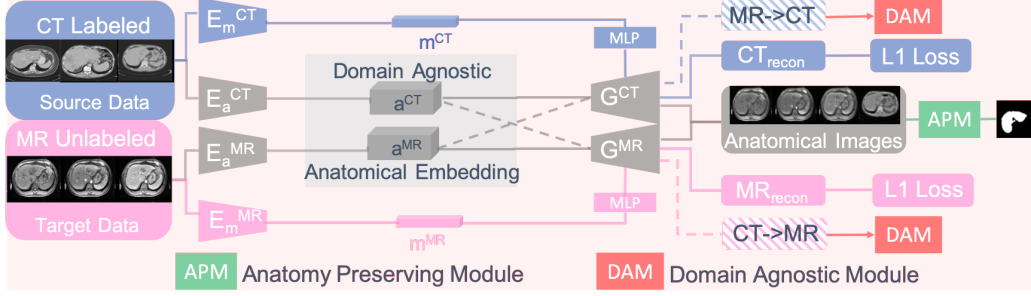 CT Labeled
Source Data
MR Unlabeled
Target Data
E_m^CT
E_a^CT
E_a^MR
E_m^MR
m^CT
Domain Agnostic
a^CT
a^MR
Anatomical Embedding
m^MR
MLP
G^CT
G^MR
MLP
MR->CT
DAM
CT_recon
L1 Loss
Anatomical Images
APM
MR_recon
L1 Loss
CT->MR
DAM
APM Anatomy Preserving Module
DAM Domain Agnostic Module